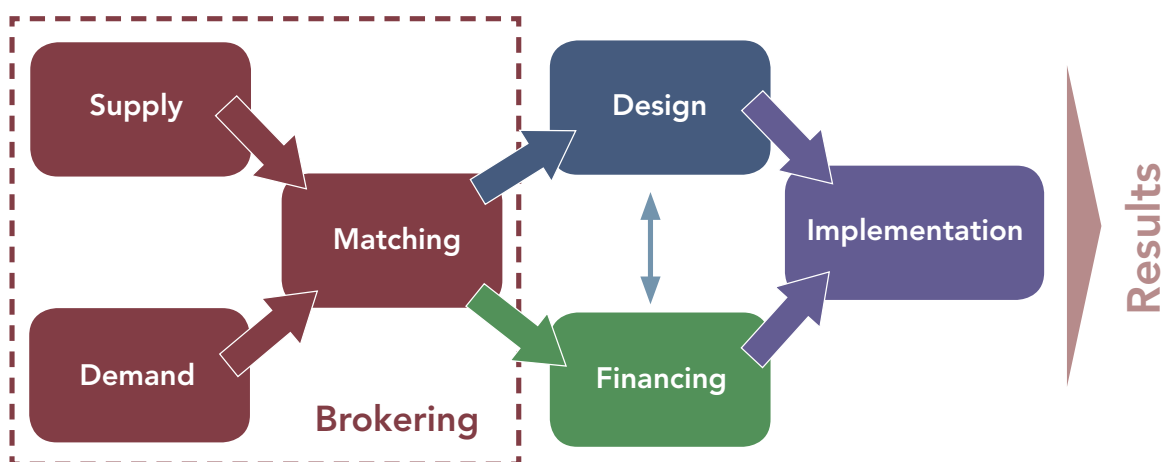 Supply
Demand
Matching
Brokering
Design
Financing
Implementation
Results